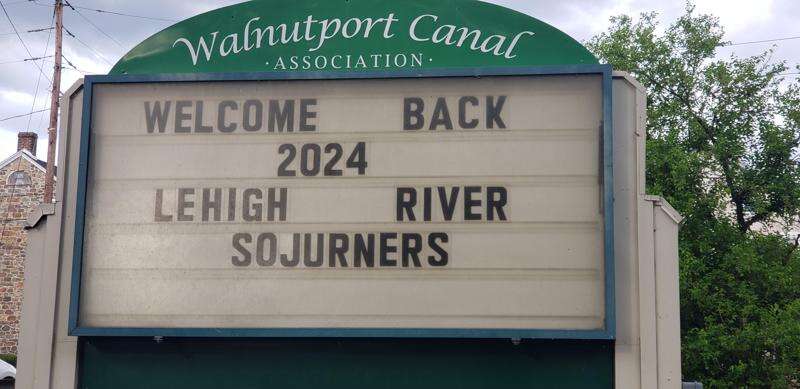 Walnutport Canal
·ASSOCIATION·
WELCOME BACK
2024
LEHIGH RIVER
SOJURNERS